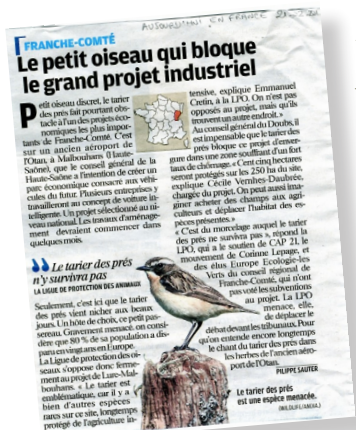 AUJOURD'HUI EN FRANCE
FRANCHE-COMTÉ
Le petit oiseau qui bloque
le grand projet industriel
Petit oiseau discret, le tarier
des prés fait pourtant obs-
tacle à l'un des projets éco-
nomiques les plus impor-
tants de Franche-Comté. C'est
sur un ancien aéroport de
l'Otan, à Malbouhans (Haute-
Saône), que le conseil général de la
Haute-Saône a l'intention de créer un
parc économique consacré aux véhi-
cules du futur. Plusieurs entreprises y
travailleront au concept de voiture in-
telligente. Un projet sélectionné au ni-
veau national. Les travaux d'aménage-
ment devraient commencer dans
quelques mois.
Le tarier des prés
n'y survivra pas
LA LIGUE DE PROTECTION DES ANIMAUX
Seulement, c'est ici que le tarier
des prés vient nicher aux beaux
jours. Un hôte de choix, ce petit pas-
sereau. Gravement menacé, on consi-
dère que 80 % de sa population a dis-
paru en vingt ans en Europe.
La Ligue de protection des oi-
seaux s'oppose donc ferme-
ment au projet de Lure-Mal-
bouhans. « Le tarier est
emblématique, car il y a
bien d'autres espèces
rares sur ce site, longtemps
protégé de l'agriculture in-
tensive, explique Emmanuel
Cretin, à la LPO. On n'est pas
opposés au projet, mais qu'ils
trouvent un autre endroit. »
Au conseil général du Doubs, il
est impensable que le tarier des
prés bloque ce projet d'enver-
gure dans une zone souffrant d'un fort
taux de chômage. « Cent cinq hectares
seront protégés sur les 250 ha du site,
explique Cécile Vernhes-Daubrée,
chargée du projet. On peut aussi ima-
giner acheter des champs aux agri-
culteurs et déplacer l'habitat des es-
pèces présentes. »
« C'est du morcelage auquel le tarier
des prés ne survivra pas », répond la
LPO, qui a le soutien de CAP 21, le
mouvement de Corinne Lepage, et
des élus Europe Ecologie-les
Verts du conseil régional de
Franche-Comté, qui n'ont
pas voté les subventions
au projet. La LPO
menace, elle,
de déplacer le
débat devant les tribunaux. Pour
qu'on entende encore longtemps
le chant du tarier des prés dans
les herbes de l'ancien aéro-
port de l'Otan.
PILIPPE SAUTER
Le tarier des prés
est une espèce menacée.